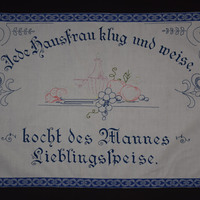 Jede Hausfrau klug und weise,
kocht des Mannes
Lieblingsspeise.